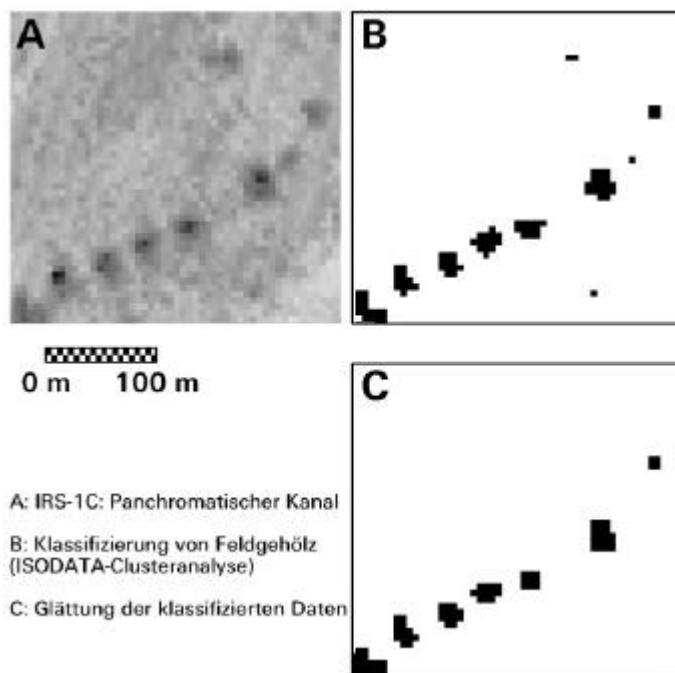 A
B
0 m 100 m
C
A: IRS-1C: Panchromatischer Kanal
B: Klassifizierung von Feldgehölz
(ISODATA-Clusteranalyse)
C: Glättung der klassifizierten Daten